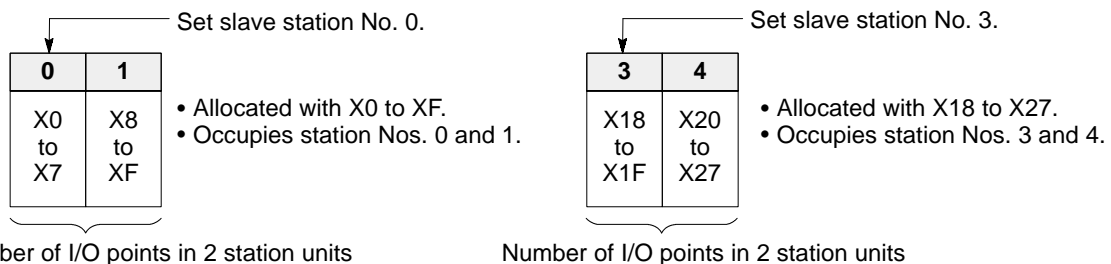 Set slave station No. 0.
0 1
X0 to X7
X8 to XF
• Allocated with X0 to XF.
• Occupies station Nos. 0 and 1.
ber of I/O points in 2 station units
Set slave station No. 3.
3 4
X18 to X1F
X20 to X27
• Allocated with X18 to X27.
• Occupies station Nos. 3 and 4.
Number of I/O points in 2 station units